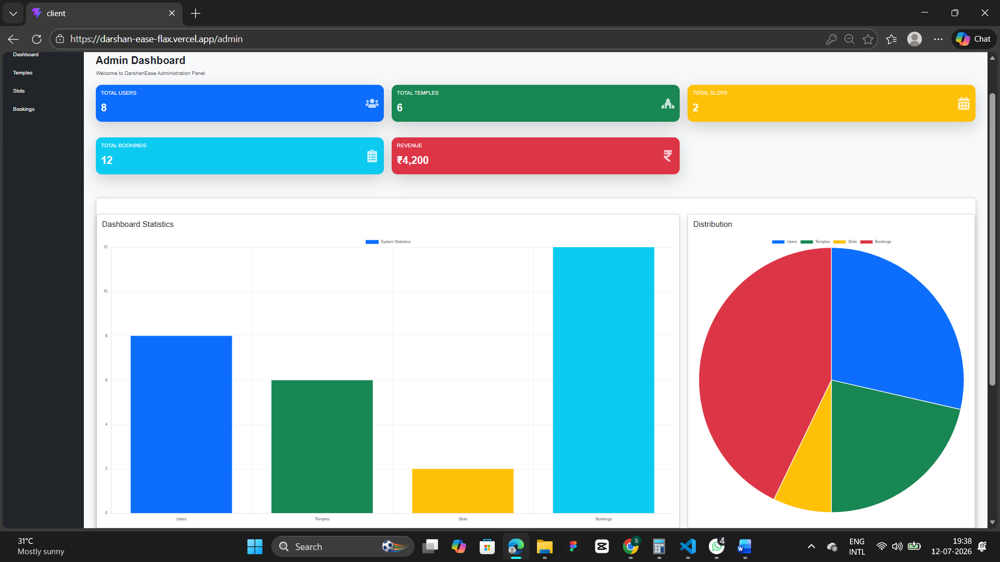 client
https://darshan-ease-flax.vercel.app/admin
Chat
Dashboard
Temples
Slots
Bookings
Admin Dashboard
Welcome to DarshanEase Administration Panel
TOTAL USERS
8
TOTAL TEMPLES
6
TOTAL SLOTS
2
TOTAL BOOKINGS
12
REVENUE
₹4,200
Dashboard Statistics
System Statistics
12
10
8
6
4
2
0
Users
Temples
Slots
Bookings
Distribution
Users Temples Slots Bookings
31°C
Mostly sunny
Search
S
4
W
ENG
INTL
19:38
12-07-2026